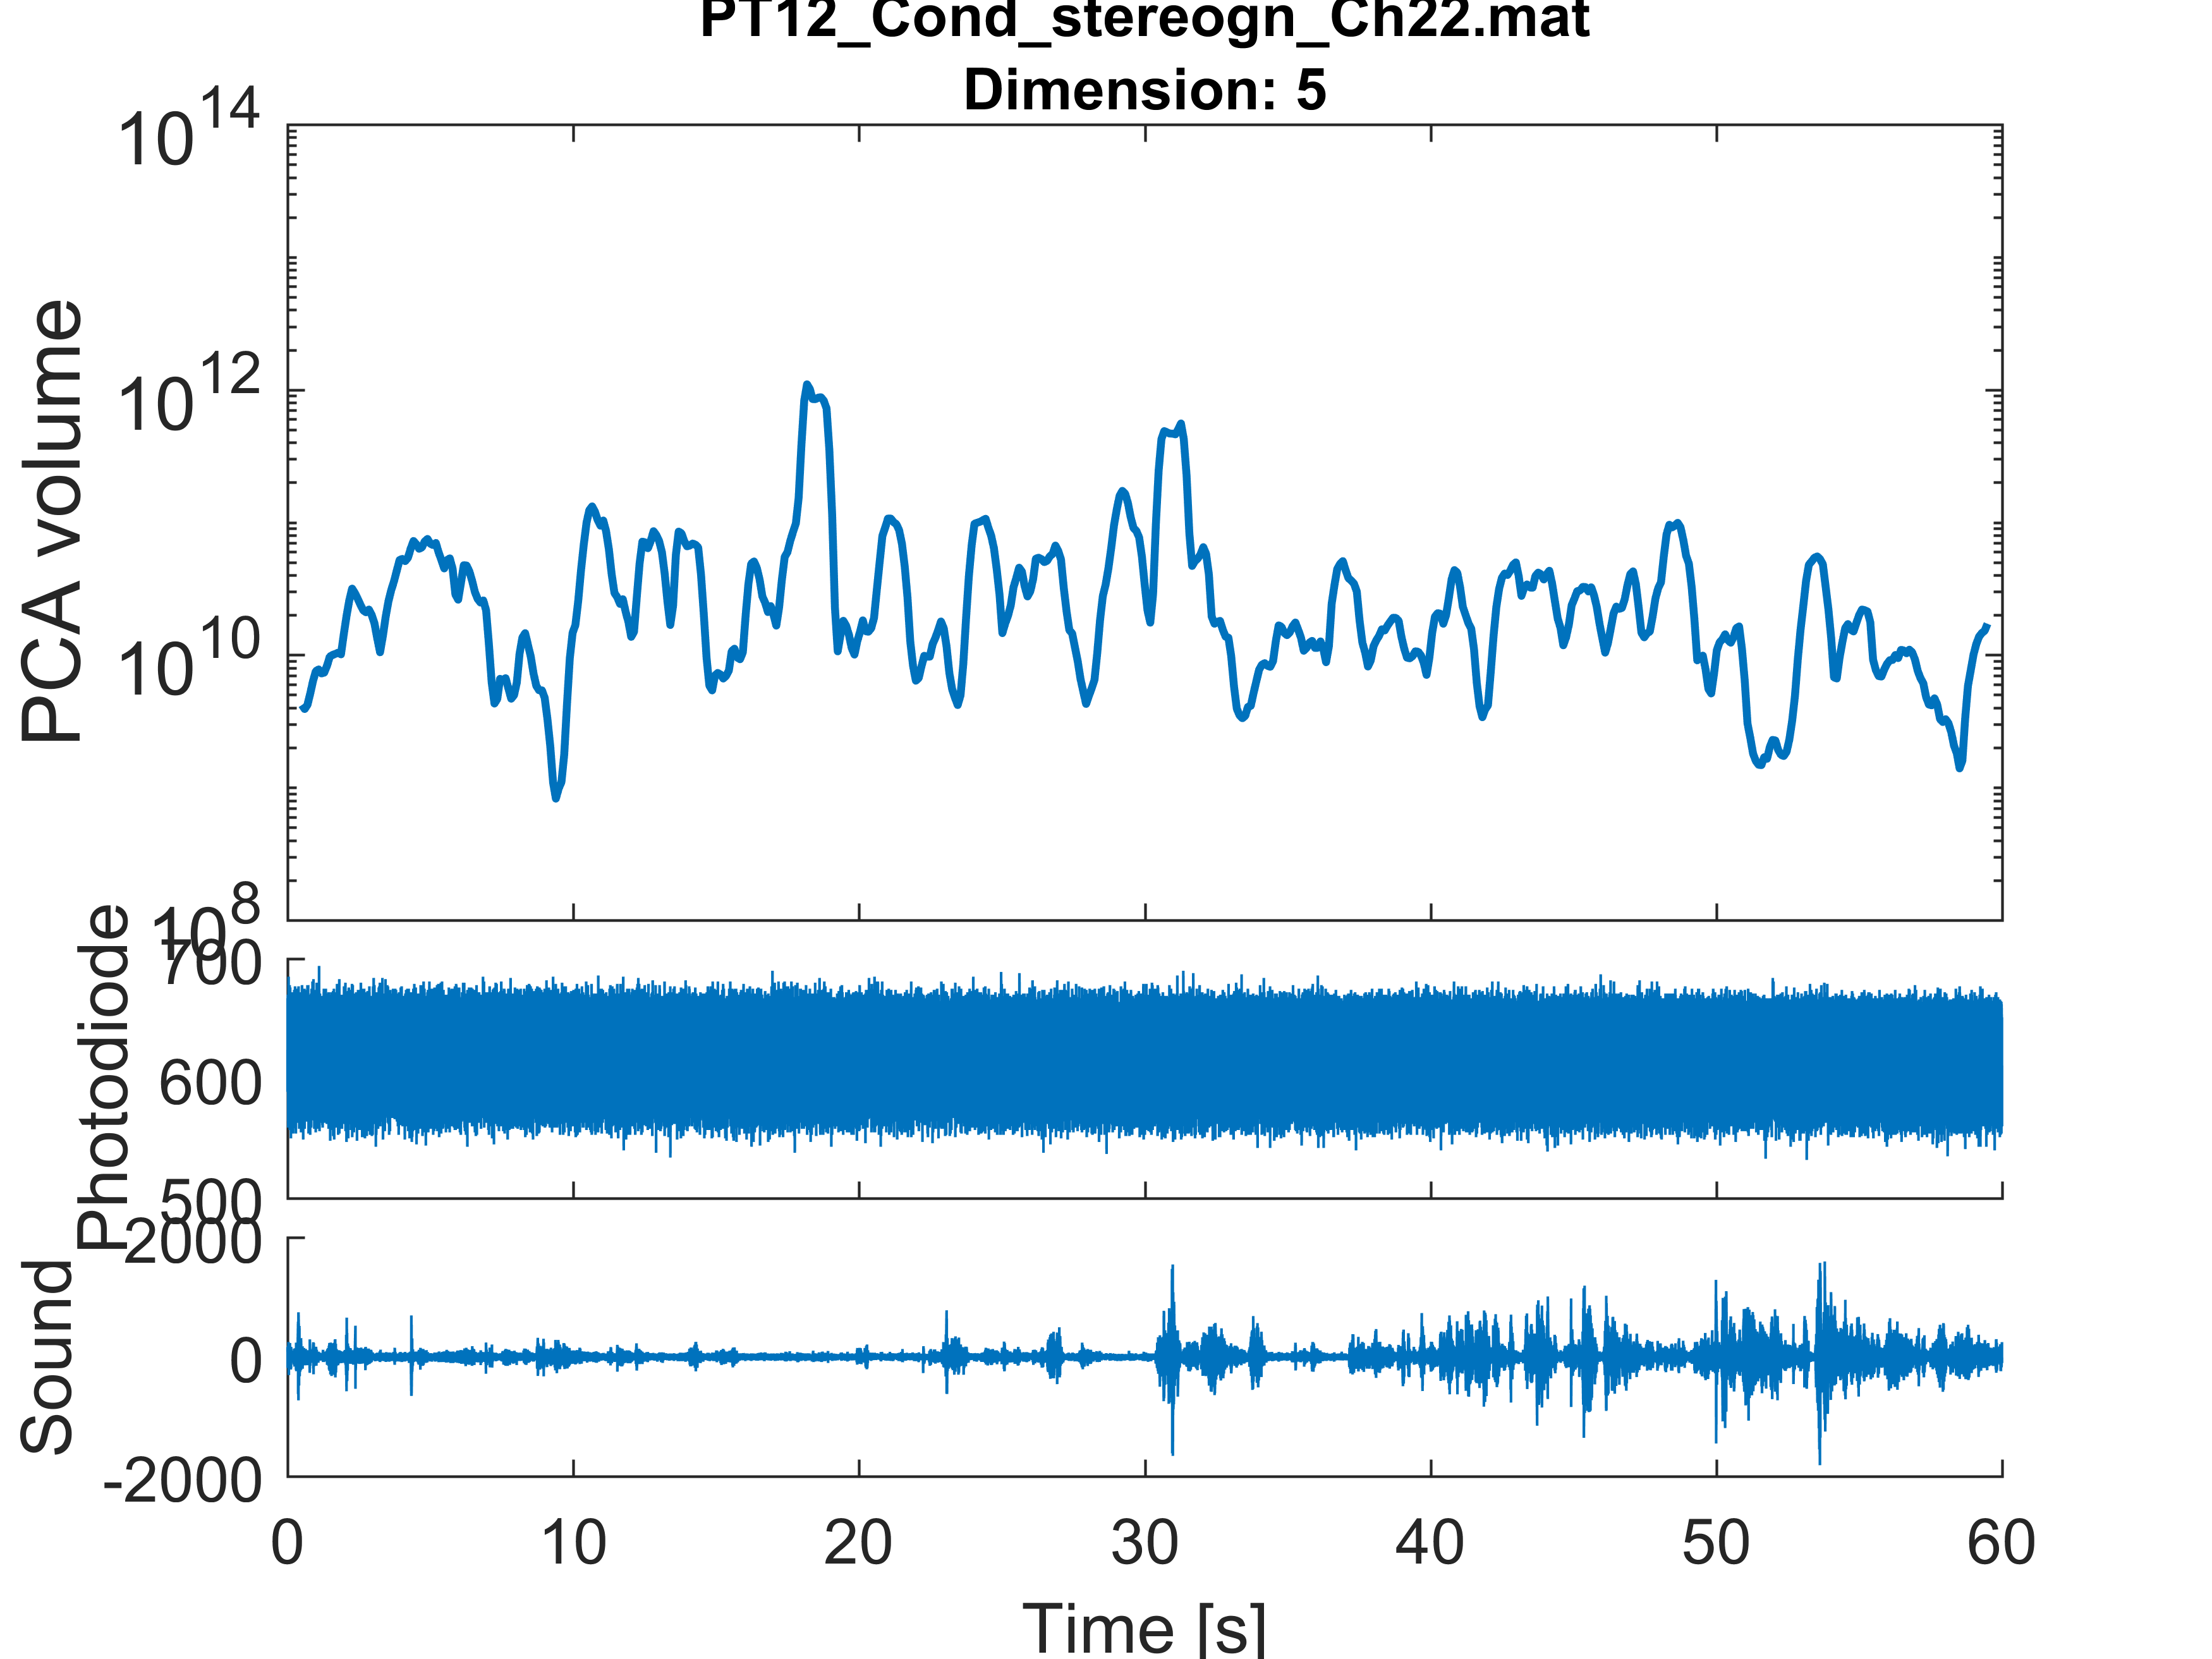 PT12_Cond_stereogn_Ch22.mat
Dimension: 5
PCA volume
10^14
10^12
10^10
10^8
Photodiode
700
600
500
Sound
2000
0
-2000
0 10 20 30 40 50 60
Time [s]